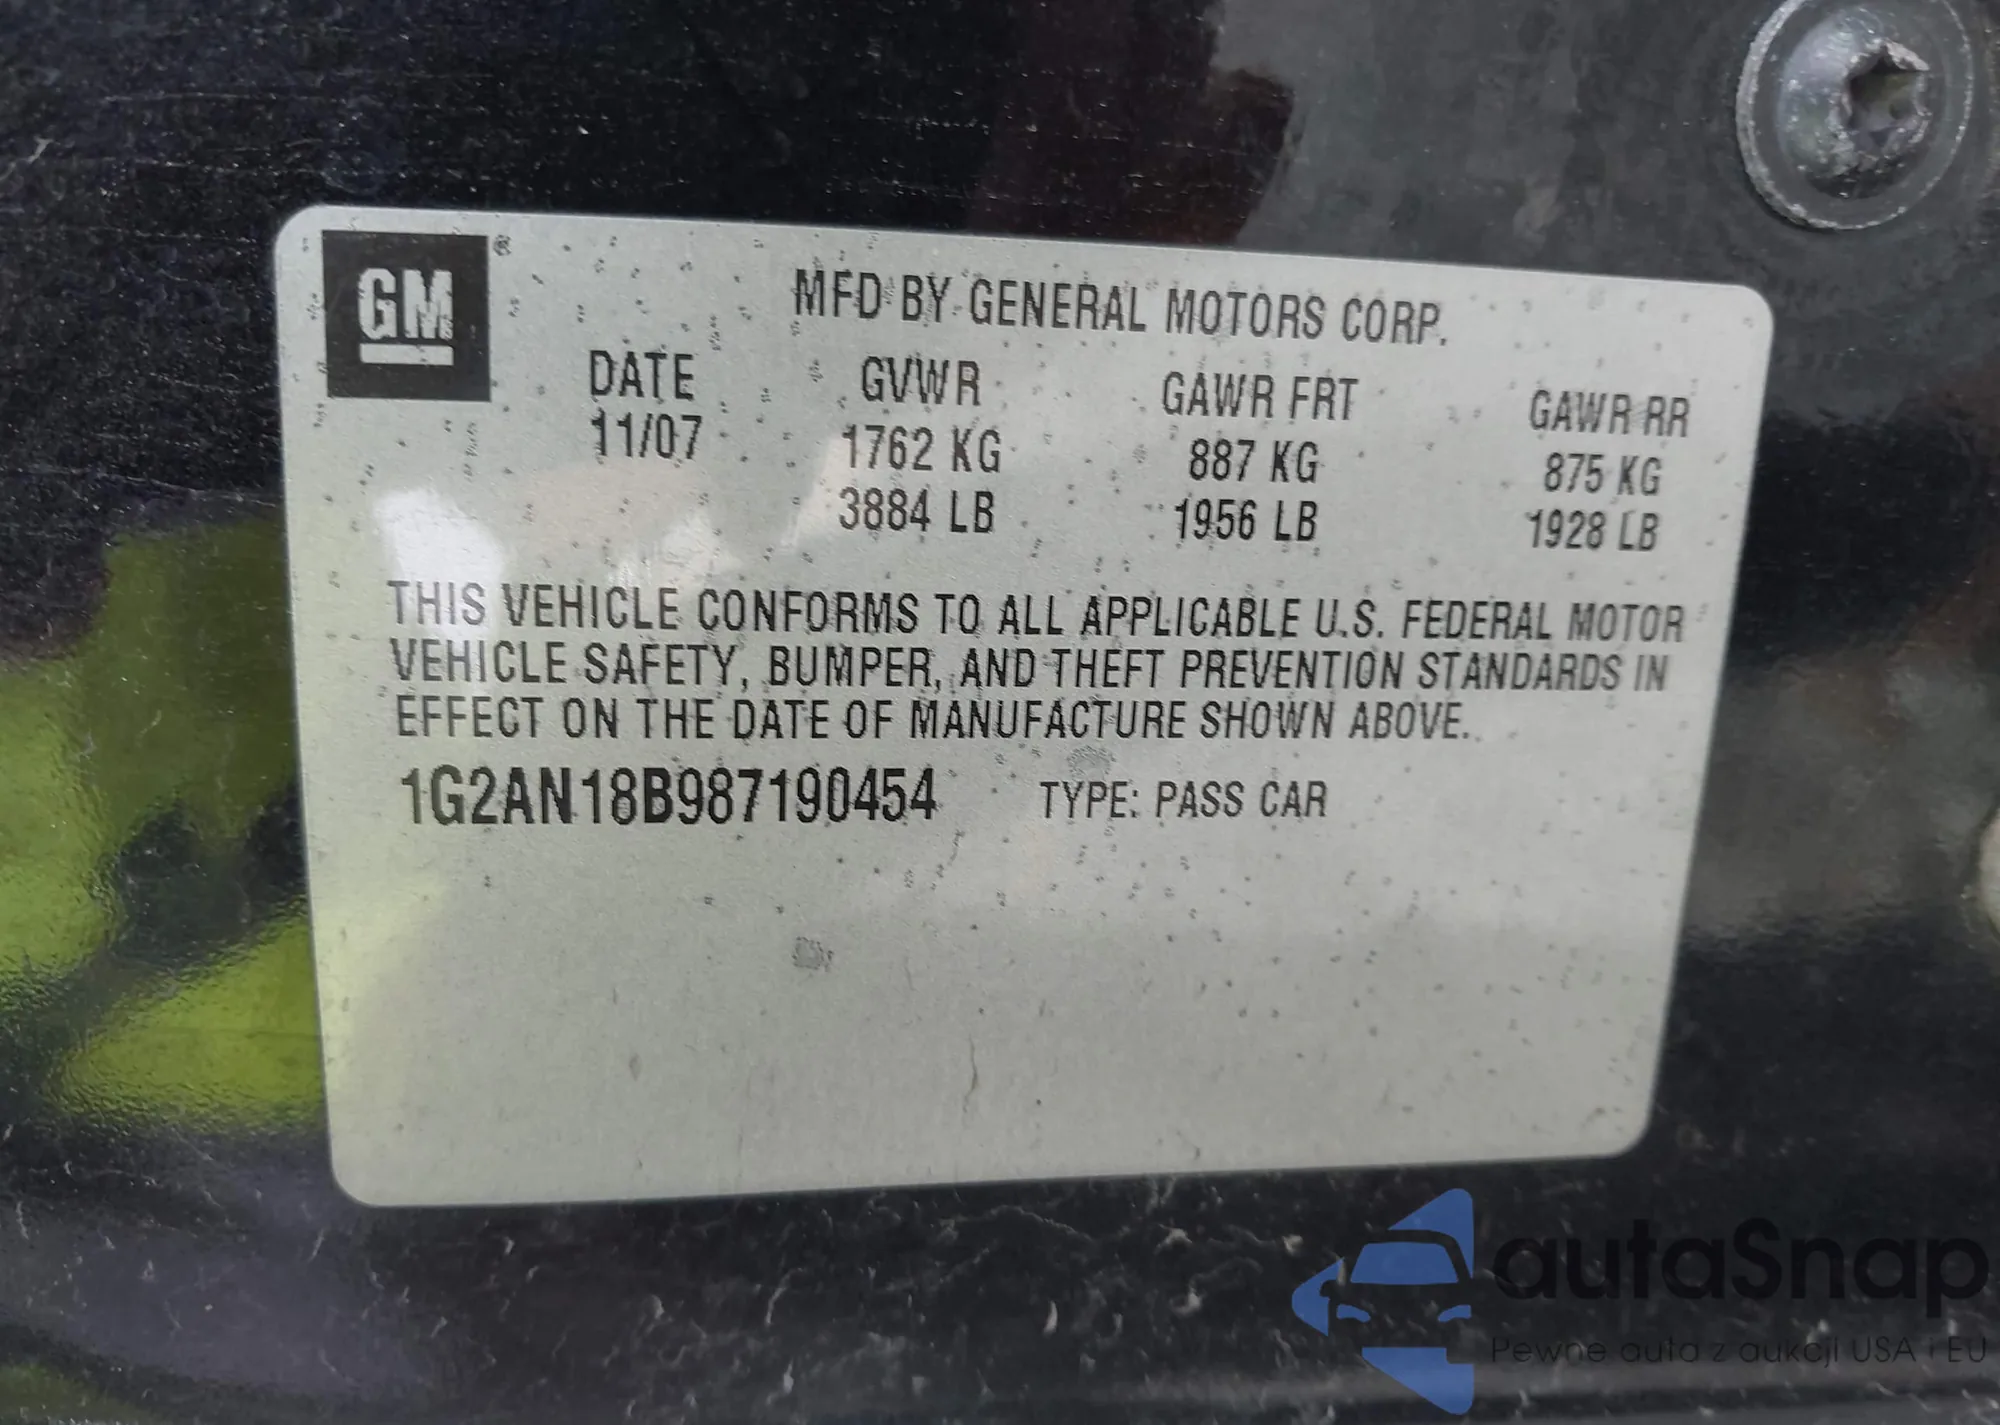 GM
MFD BY GENERAL MOTORS CORP.
DATE GVWR GAWR FRT GAWR RR
11/07 1762 KG 887 KG 875 KG
3884 LB 1956 LB 1928 LB
THIS VEHICLE CONFORMS TO ALL APPLICABLE U.S. FEDERAL MOTOR
VEHICLE SAFETY, BUMPER, AND THEFT PREVENTION STANDARDS IN
EFFECT ON THE DATE OF MANUFACTURE SHOWN ABOVE.
1G2AN18B987190454 TYPE: PASS CAR
autaSnap
Pewne auta z aukcji USA i EU